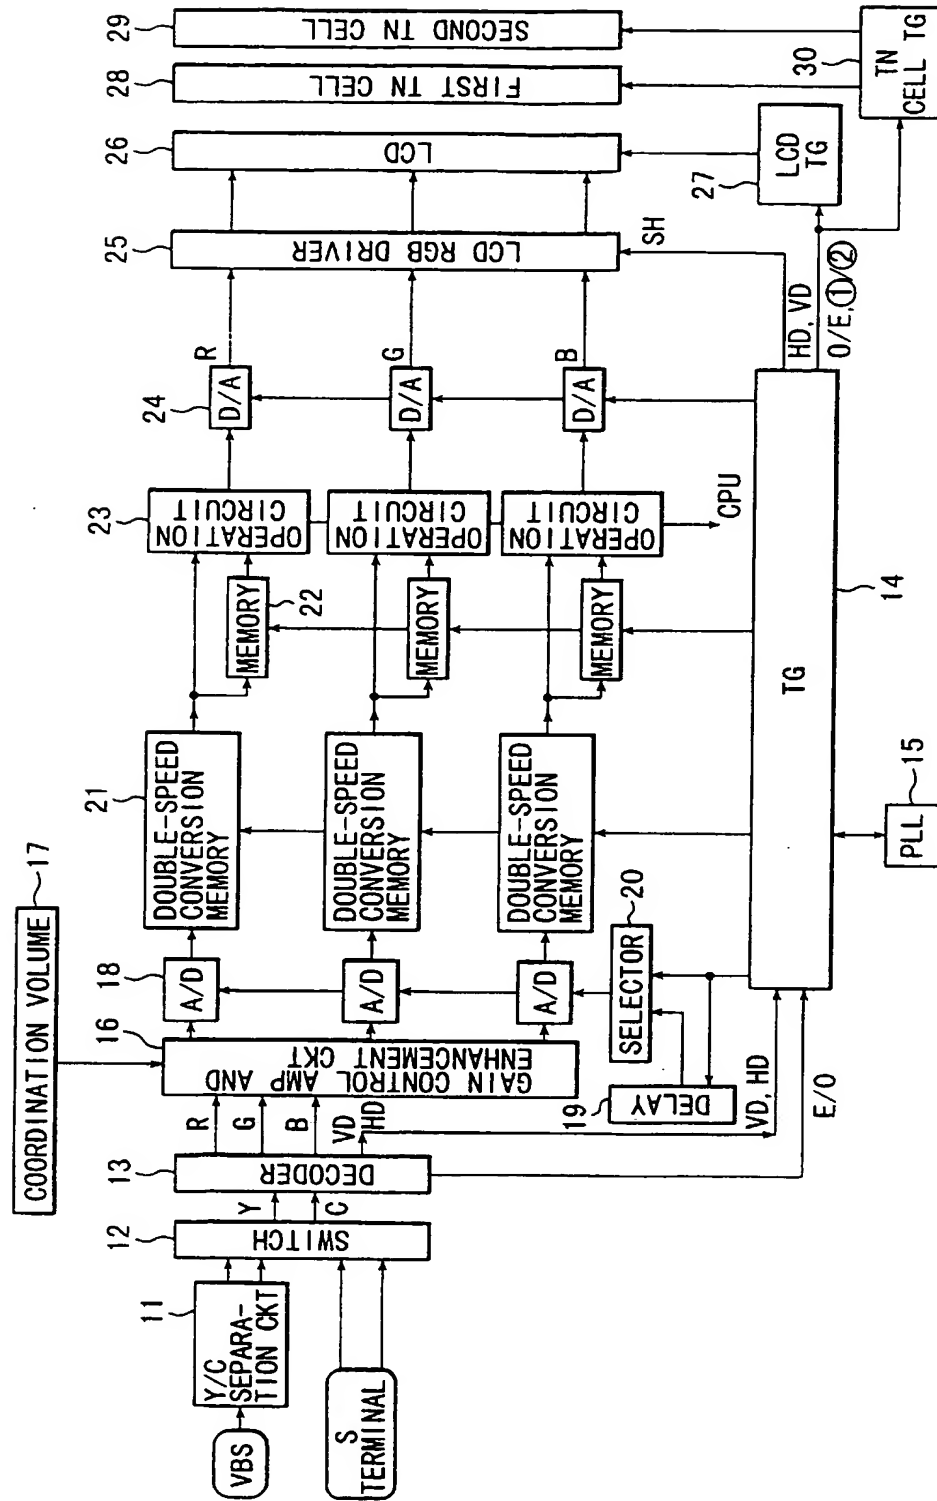 COORDINATION VOLUME
17
VBS
Y/C
SEPARA-
TION CKT
11
S
TERMINAL
SWITCH
12
Y
C
DECODER
13
R
G
B
VD
HD
GAIN CONTROL
AMP AND
ENHANCEMENT CKT
16
A/D
18
A/D
A/D
DELAY
19
SELECTOR
20
VD, HD
E/O
DOUBLE-SPEED
CONVERSION
MEMORY
21
DOUBLE-SPEED
CONVERSION
MEMORY
DOUBLE-SPEED
CONVERSION
MEMORY
MEMORY
22
MEMORY
MEMORY
OPERATION
CIRCUIT
23
OPERATION
CIRCUIT
OPERATION
CIRCUIT
CPU
D/A
24
D/A
D/A
R
G
B
TG
14
PLL
15
LCD RGB DRIVER
25
SH
HD, VD
O/E, ①/②
LCD
26
LCD
TG
27
FIRST TN CELL
28
SECOND TN CELL
29
TN
CELL TG
30